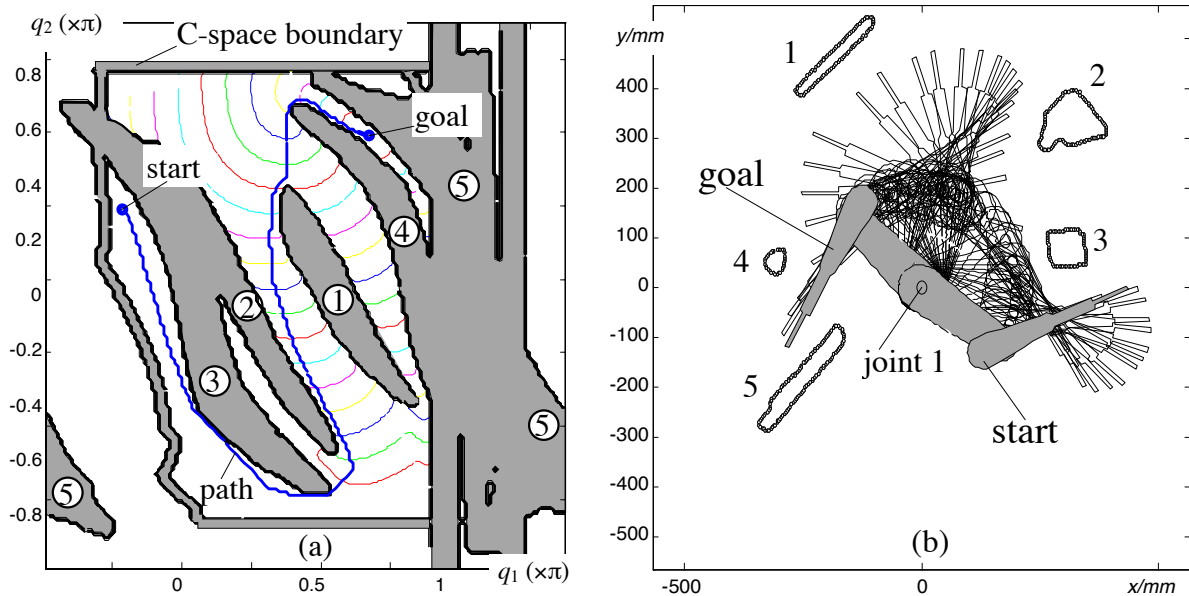 q2 (×π)
C-space boundary
0.8
0.6
0.4
0.2
0
-0.2
-0.4
-0.6
-0.8
goal
start
5
4
2
1
3
5
5
path
(a)
0 0.5 1 q1 (×π)
y/mm
400
300
200
100
0
-100
-200
-300
-400
-500
1
2
goal
3
4
joint 1
5
start
(b)
-500 0 x/mm